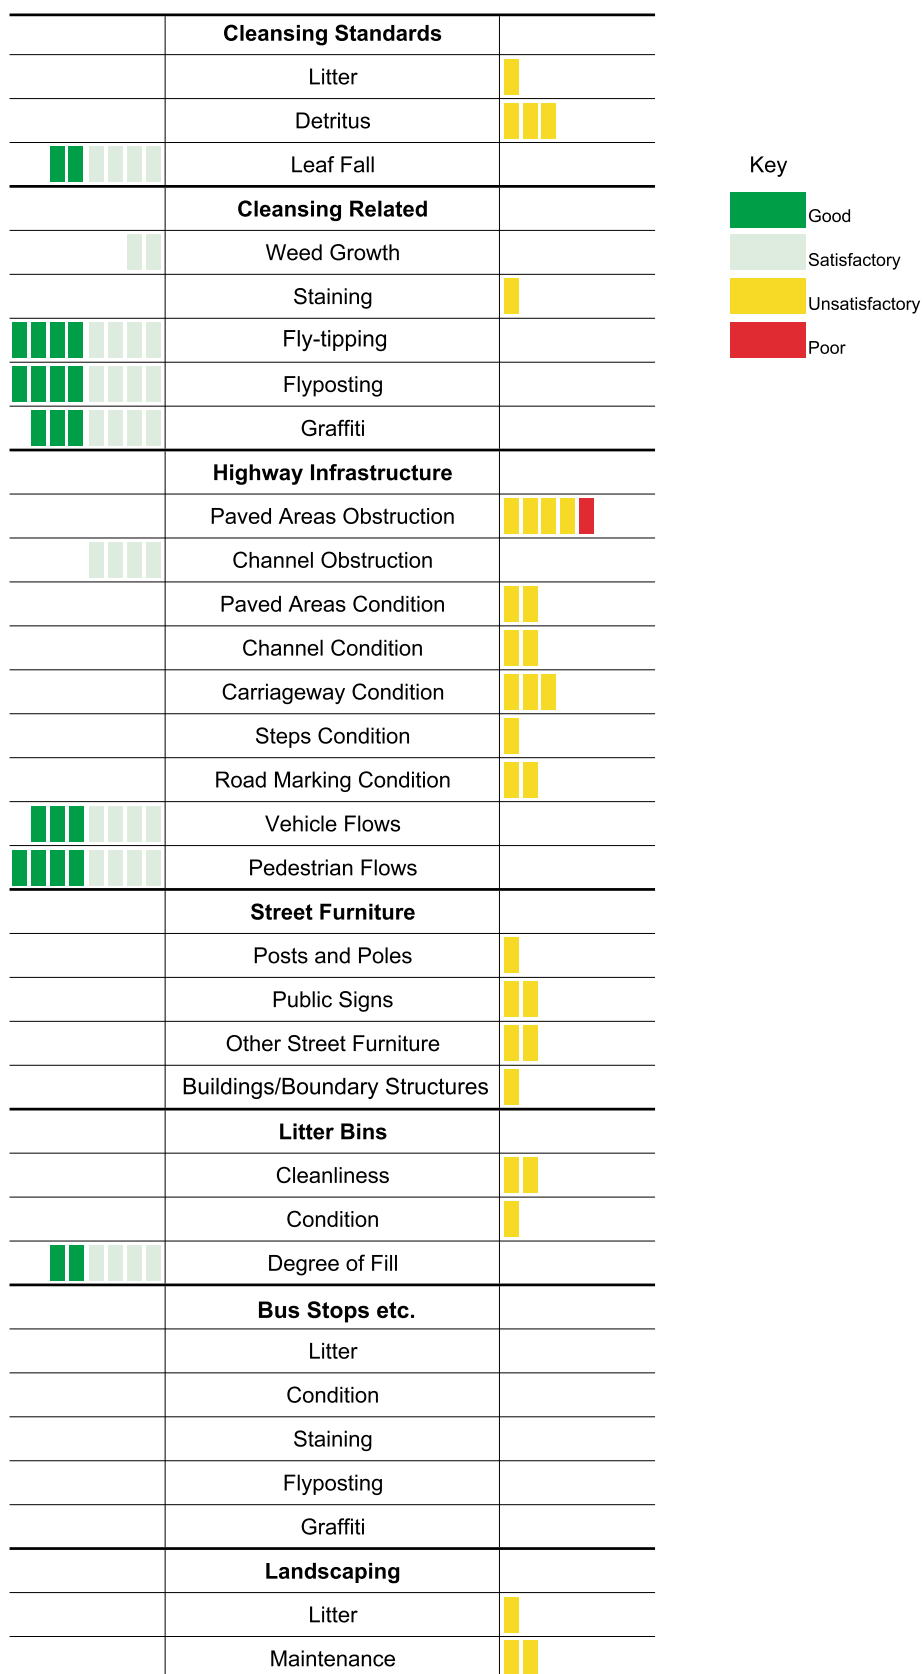 Cleansing Standards
Litter
Detritus
Leaf Fall
Cleansing Related
Weed Growth
Staining
Fly-tipping
Flyposting
Graffiti
Highway Infrastructure
Paved Areas Obstruction
Channel Obstruction
Paved Areas Condition
Channel Condition
Carriageway Condition
Steps Condition
Road Marking Condition
Vehicle Flows
Pedestrian Flows
Street Furniture
Posts and Poles
Public Signs
Other Street Furniture
Buildings/Boundary Structures
Litter Bins
Cleanliness
Condition
Degree of Fill
Bus Stops etc.
Litter
Condition
Staining
Flyposting
Graffiti
Landscaping
Litter
Maintenance
Key
Good
Satisfactory
Unsatisfactory
Poor